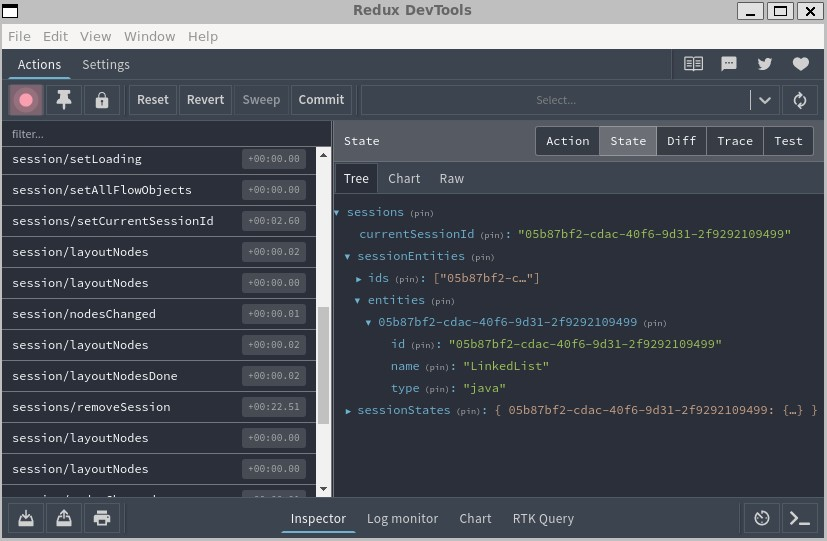 Redux DevTools
File Edit View Window Help
Actions Settings
Reset Revert Sweep Commit Select...
filter...
session/setLoading +00:00.00
session/setAllFlowObjects +00:00.00
sessions/setCurrentSessionId +00:02.60
session/layoutNodes +00:00.02
session/layoutNodes +00:00.00
session/nodesChanged +00:00.01
session/layoutNodes +00:00.02
session/layoutNodesDone +00:00.02
sessions/removeSession +00:22.51
session/layoutNodes +00:00.00
session/layoutNodes +00:00.00
State Action State Diff Trace Test
Tree Chart Raw
sessions (pin)
currentSessionId (pin): "05b87bf2-cdac-40f6-9d31-2f9292109499"
sessionEntities (pin)
ids (pin): ["05b87bf2-c…"]
entities (pin)
05b87bf2-cdac-40f6-9d31-2f9292109499 (pin)
id (pin): "05b87bf2-cdac-40f6-9d31-2f9292109499"
name (pin): "LinkedList"
type (pin): "java"
sessionStates (pin): { 05b87bf2-cdac-40f6-9d31-2f9292109499: {…} }
Inspector Log monitor Chart RTK Query